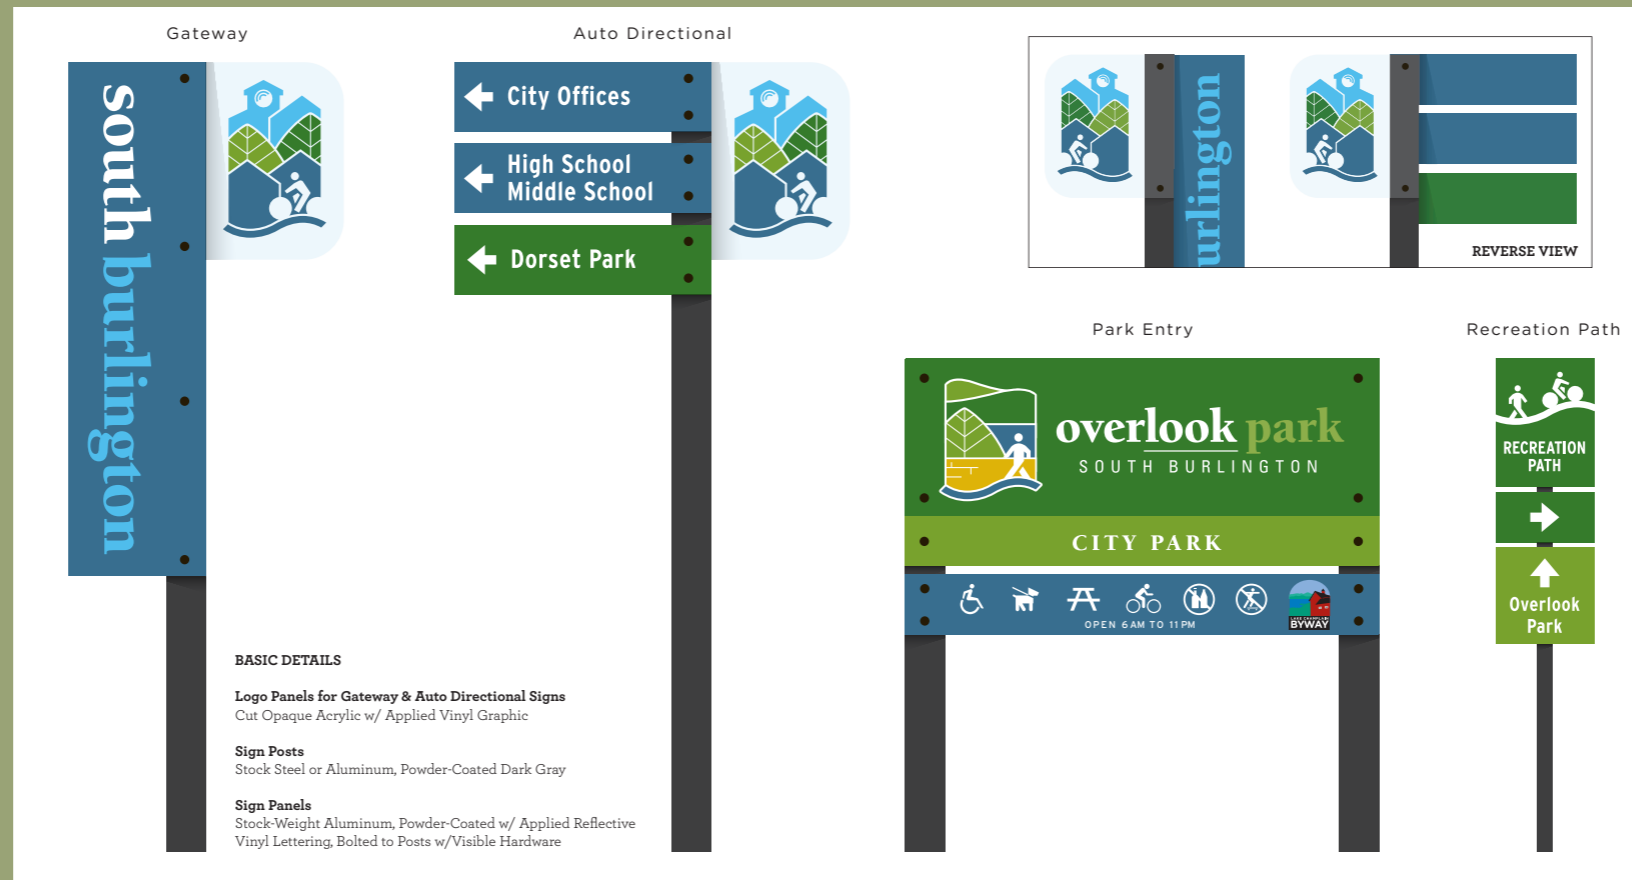 Gateway
Auto Directional
south burlington
City Offices
High School
Middle School
Dorset Park
urlington
REVERSE VIEW
Park Entry
Recreation Path
overlook park
SOUTH BURLINGTON
CITY PARK
OPEN 6 AM TO 11 PM
LAKE CHAMPLAIN
BYWAY
RECREATION
PATH
Overlook
Park
BASIC DETAILS
Logo Panels for Gateway & Auto Directional Signs
Cut Opaque Acrylic w/ Applied Vinyl Graphic
Sign Posts
Stock Steel or Aluminum, Powder-Coated Dark Gray
Sign Panels
Stock-Weight Aluminum, Powder-Coated w/ Applied Reflective
Vinyl Lettering, Bolted to Posts w/Visible Hardware